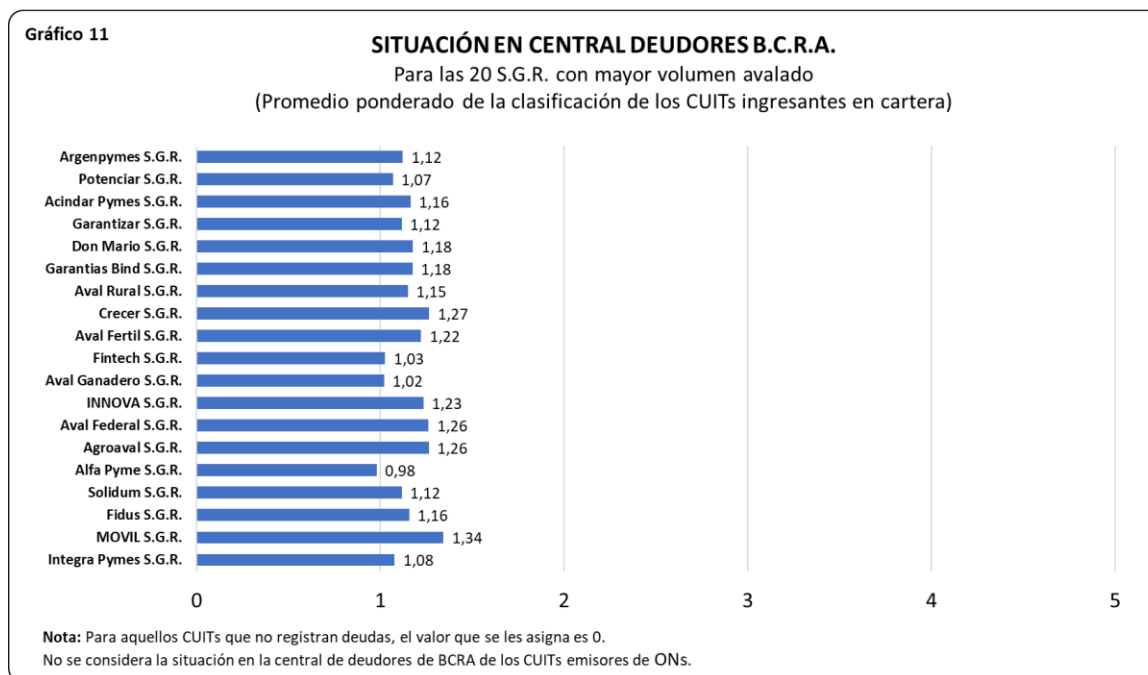 Gráfico 11
SITUACIÓN EN CENTRAL DEUDORES B.C.R.A.
Para las 20 S.G.R. con mayor volumen avalado
(Promedio ponderado de la clasificación de los CUITs ingresantes en cartera)
Argenpymes S.G.R. 1,12
Potenciar S.G.R. 1,07
Acindar Pymes S.G.R. 1,16
Garantizar S.G.R. 1,12
Don Mario S.G.R. 1,18
Garantias Bind S.G.R. 1,18
Aval Rural S.G.R. 1,15
Crecer S.G.R. 1,27
Aval Fertil S.G.R. 1,22
Fintech S.G.R. 1,03
Aval Ganadero S.G.R. 1,02
INNOVA S.G.R. 1,23
Aval Federal S.G.R. 1,26
Agroaval S.G.R. 1,26
Alfa Pyme S.G.R. 0,98
Solidum S.G.R. 1,12
Fidus S.G.R. 1,16
MOVIL S.G.R. 1,34
Integra Pymes S.G.R. 1,08
0 1 2 3 4 5
Nota: Para aquellos CUITs que no registran deudas, el valor que se les asigna es 0.
No se considera la situación en la central de deudores de BCRA de los CUITs emisores de ONs.